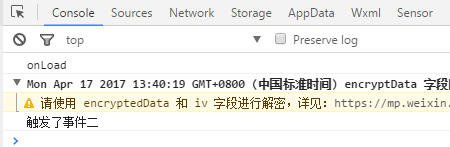 Console Sources Network Storage AppData Wxml Sensor
top Preserve log
onLoad
Mon Apr 17 2017 13:40:19 GMT+0800 (中国标准时间) encryptData 字段
请使用 encryptedData 和 iv 字段进行解密，详见：https://mp.weixin.
触发了事件二